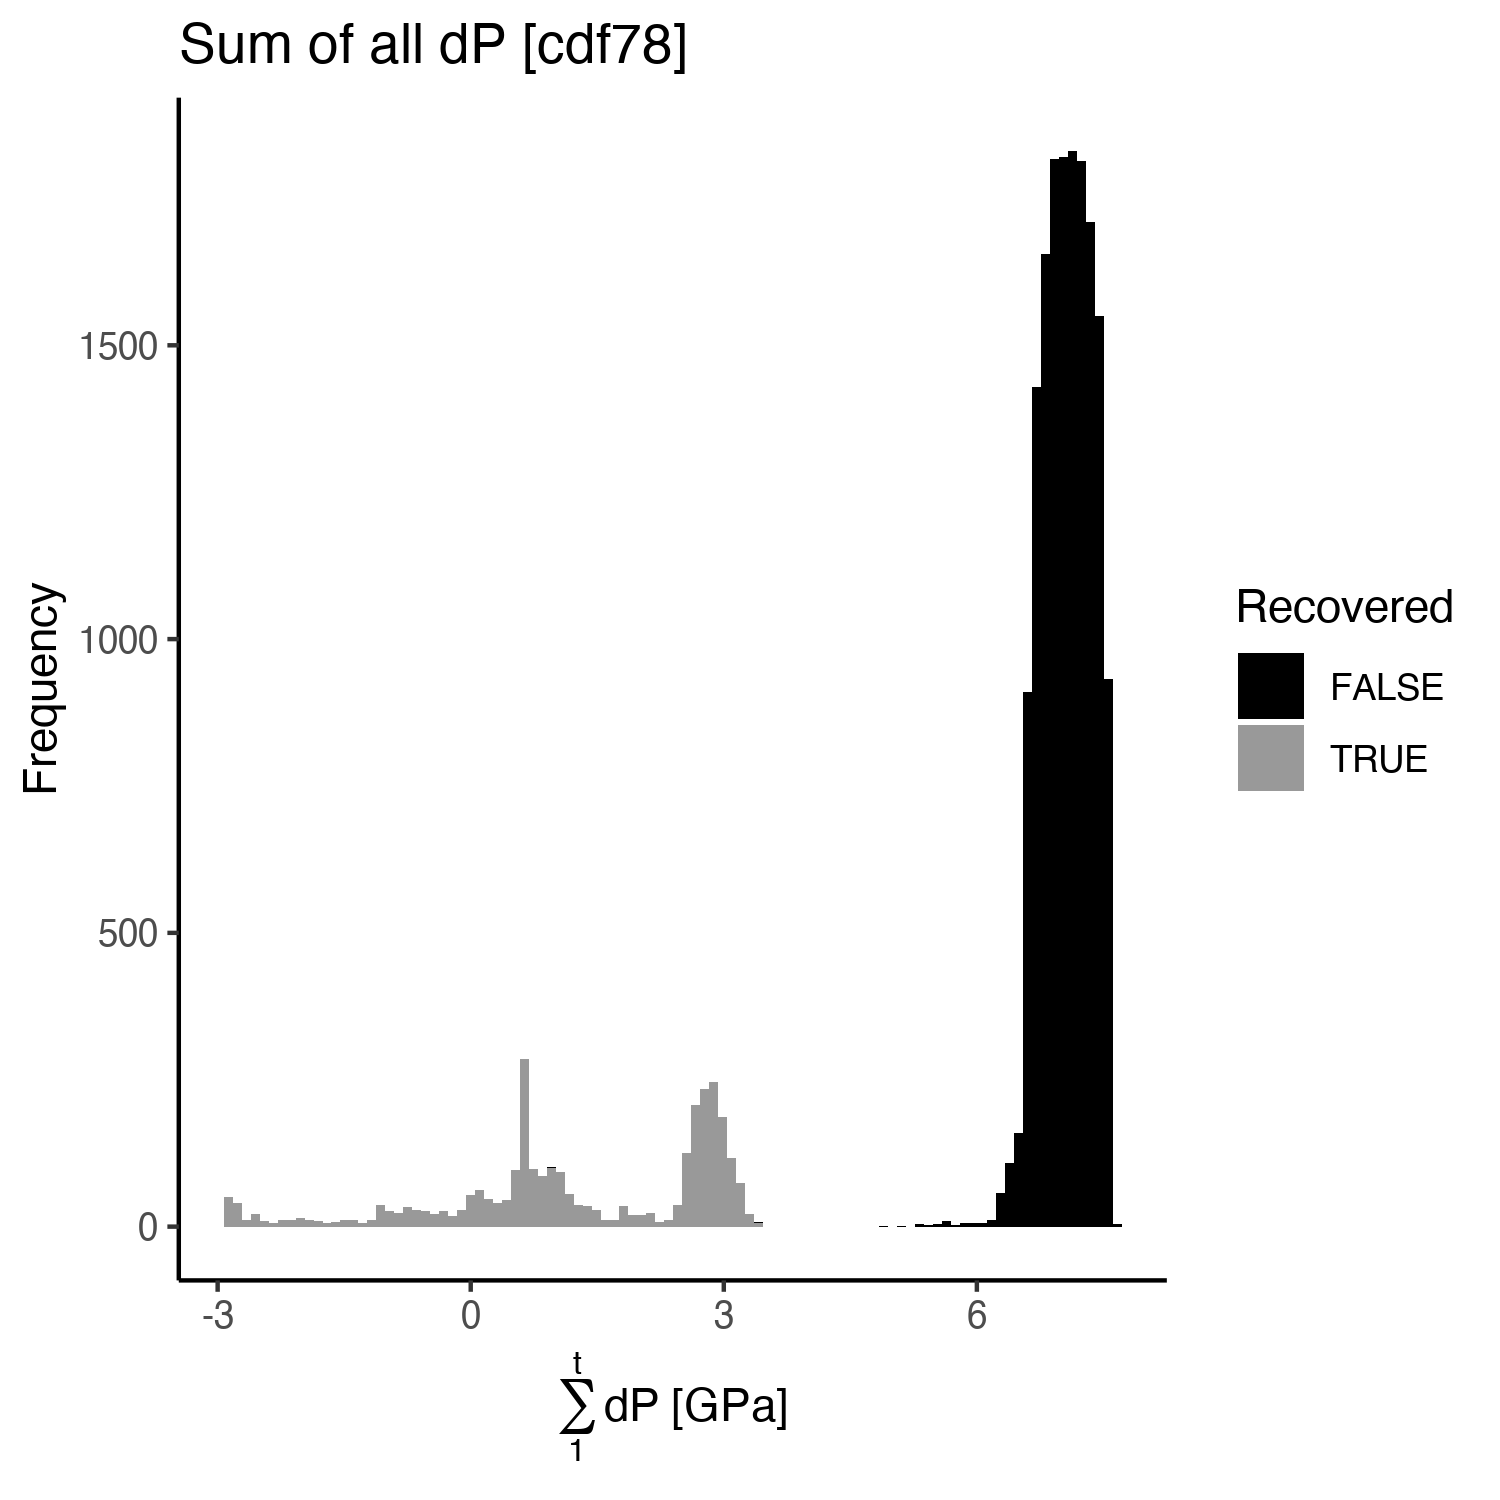 Sum of all dP [cdf78]
1500
1000
500
0
Frequency
-3 0 3 6
t
∑ dP [GPa]
1
Recovered
FALSE
TRUE